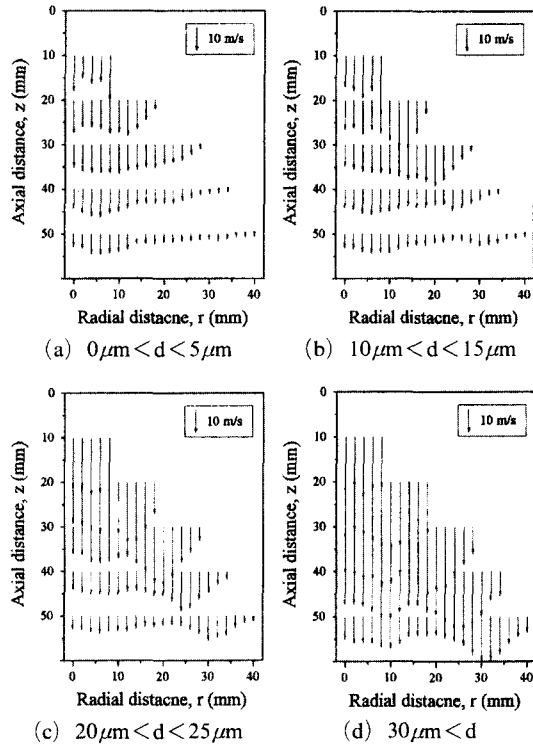 0
10
20
30
40
50
Axial distance, z (mm)
10 m/s
0 10 20 30 40
Radial distacne, r (mm)
(a) 0μm<d<5μm
0
10
20
30
40
50
Axial distance, z (mm)
10 m/s
0 10 20 30 40
Radial distacne, r (mm)
(b) 10μm<d<15μm
0
10
20
30
40
50
Axial distance, z (mm)
10 m/s
0 10 20 30 40
Radial distacne, r (mm)
(c) 20μm<d<25μm
0
10
20
30
40
50
Axial distance, z (mm)
10 m/s
0 10 20 30 40
Radial distacne, r (mm)
(d) 30μm<d